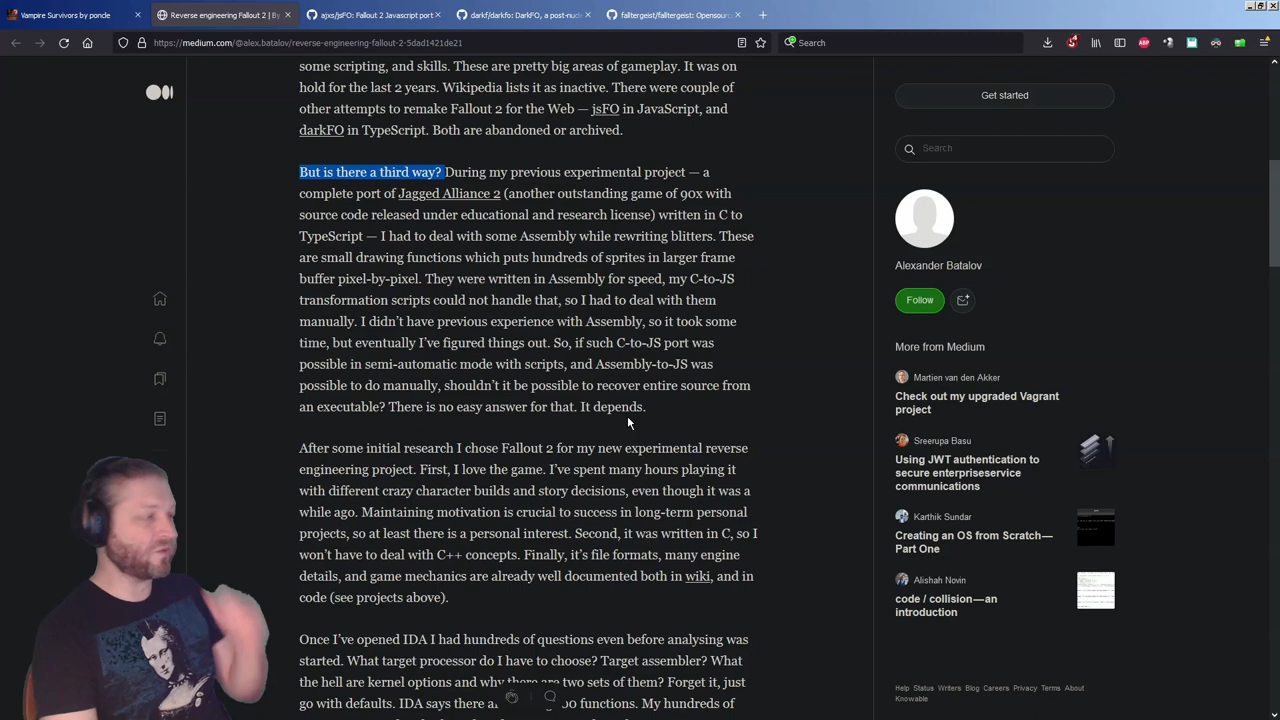 Vampire Survivors by ponde
Reverse engineering Fallout 2 | By
ajxs/jsFO: Fallout 2 Javascript port
darkf/darkfo: DarkFO, a post-nucle
falltergeist/falltergeist: Opensourc
https://medium.com/@alex.batalov/reverse-engineering-fallout-2-5dad1421de21
Search
some scripting, and skills. These are pretty big areas of gameplay. It was on
hold for the last 2 years. Wikipedia lists it as inactive. There were couple of
other attempts to remake Fallout 2 for the Web — jsFO in JavaScript, and
darkFO in TypeScript. Both are abandoned or archived.
But is there a third way? During my previous experimental project — a
complete port of Jagged Alliance 2 (another outstanding game of 90x with
source code released under educational and research license) written in C to
TypeScript — I had to deal with some Assembly while rewriting blitters. These
are small drawing functions which puts hundreds of sprites in larger frame
buffer pixel-by-pixel. They were written in Assembly for speed, my C-to-JS
transformation scripts could not handle that, so I had to deal with them
manually. I didn't have previous experience with Assembly, so it took some
time, but eventually I've figured things out. So, if such C-to-JS port was
possible in semi-automatic mode with scripts, and Assembly-to-JS was
possible to do manually, shouldn't it be possible to recover entire source from
an executable? There is no easy answer for that. It depends.
After some initial research I chose Fallout 2 for my new experimental reverse
engineering project. First, I love the game. I've spent many hours playing it
with different crazy character builds and story decisions, even though it was a
while ago. Maintaining motivation is crucial to success in long-term personal
projects, unless there is personal interest. Second, it was written in C, so I
won't have to deal with C++ concepts. Finally, it's file formats, many engine
details, and game mechanics are already well documented both in wiki, and in
code (see projects above).
Once I've opened IDA I had hundreds of questions even before analysing was
started. What target processor do I have to choose? Target assembler? What
the hell are kernel options and why there are two sets of them? Forget it, just
go IDA says functions. My hundreds of
Get started
Search
Alexander Batalov
Follow
More from Medium
Martien van den Akker
Check out my upgraded Vagrant
project
Sreerupa Basu
Using JWT authentication to
secure enterpriseservice
communications
Karthik Sundar
Creating an OS from Scratch—
Part One
Alishah Novin
code / collision—an
introduction
Help Status Writers Blog Careers Privacy Terms About
Knowable